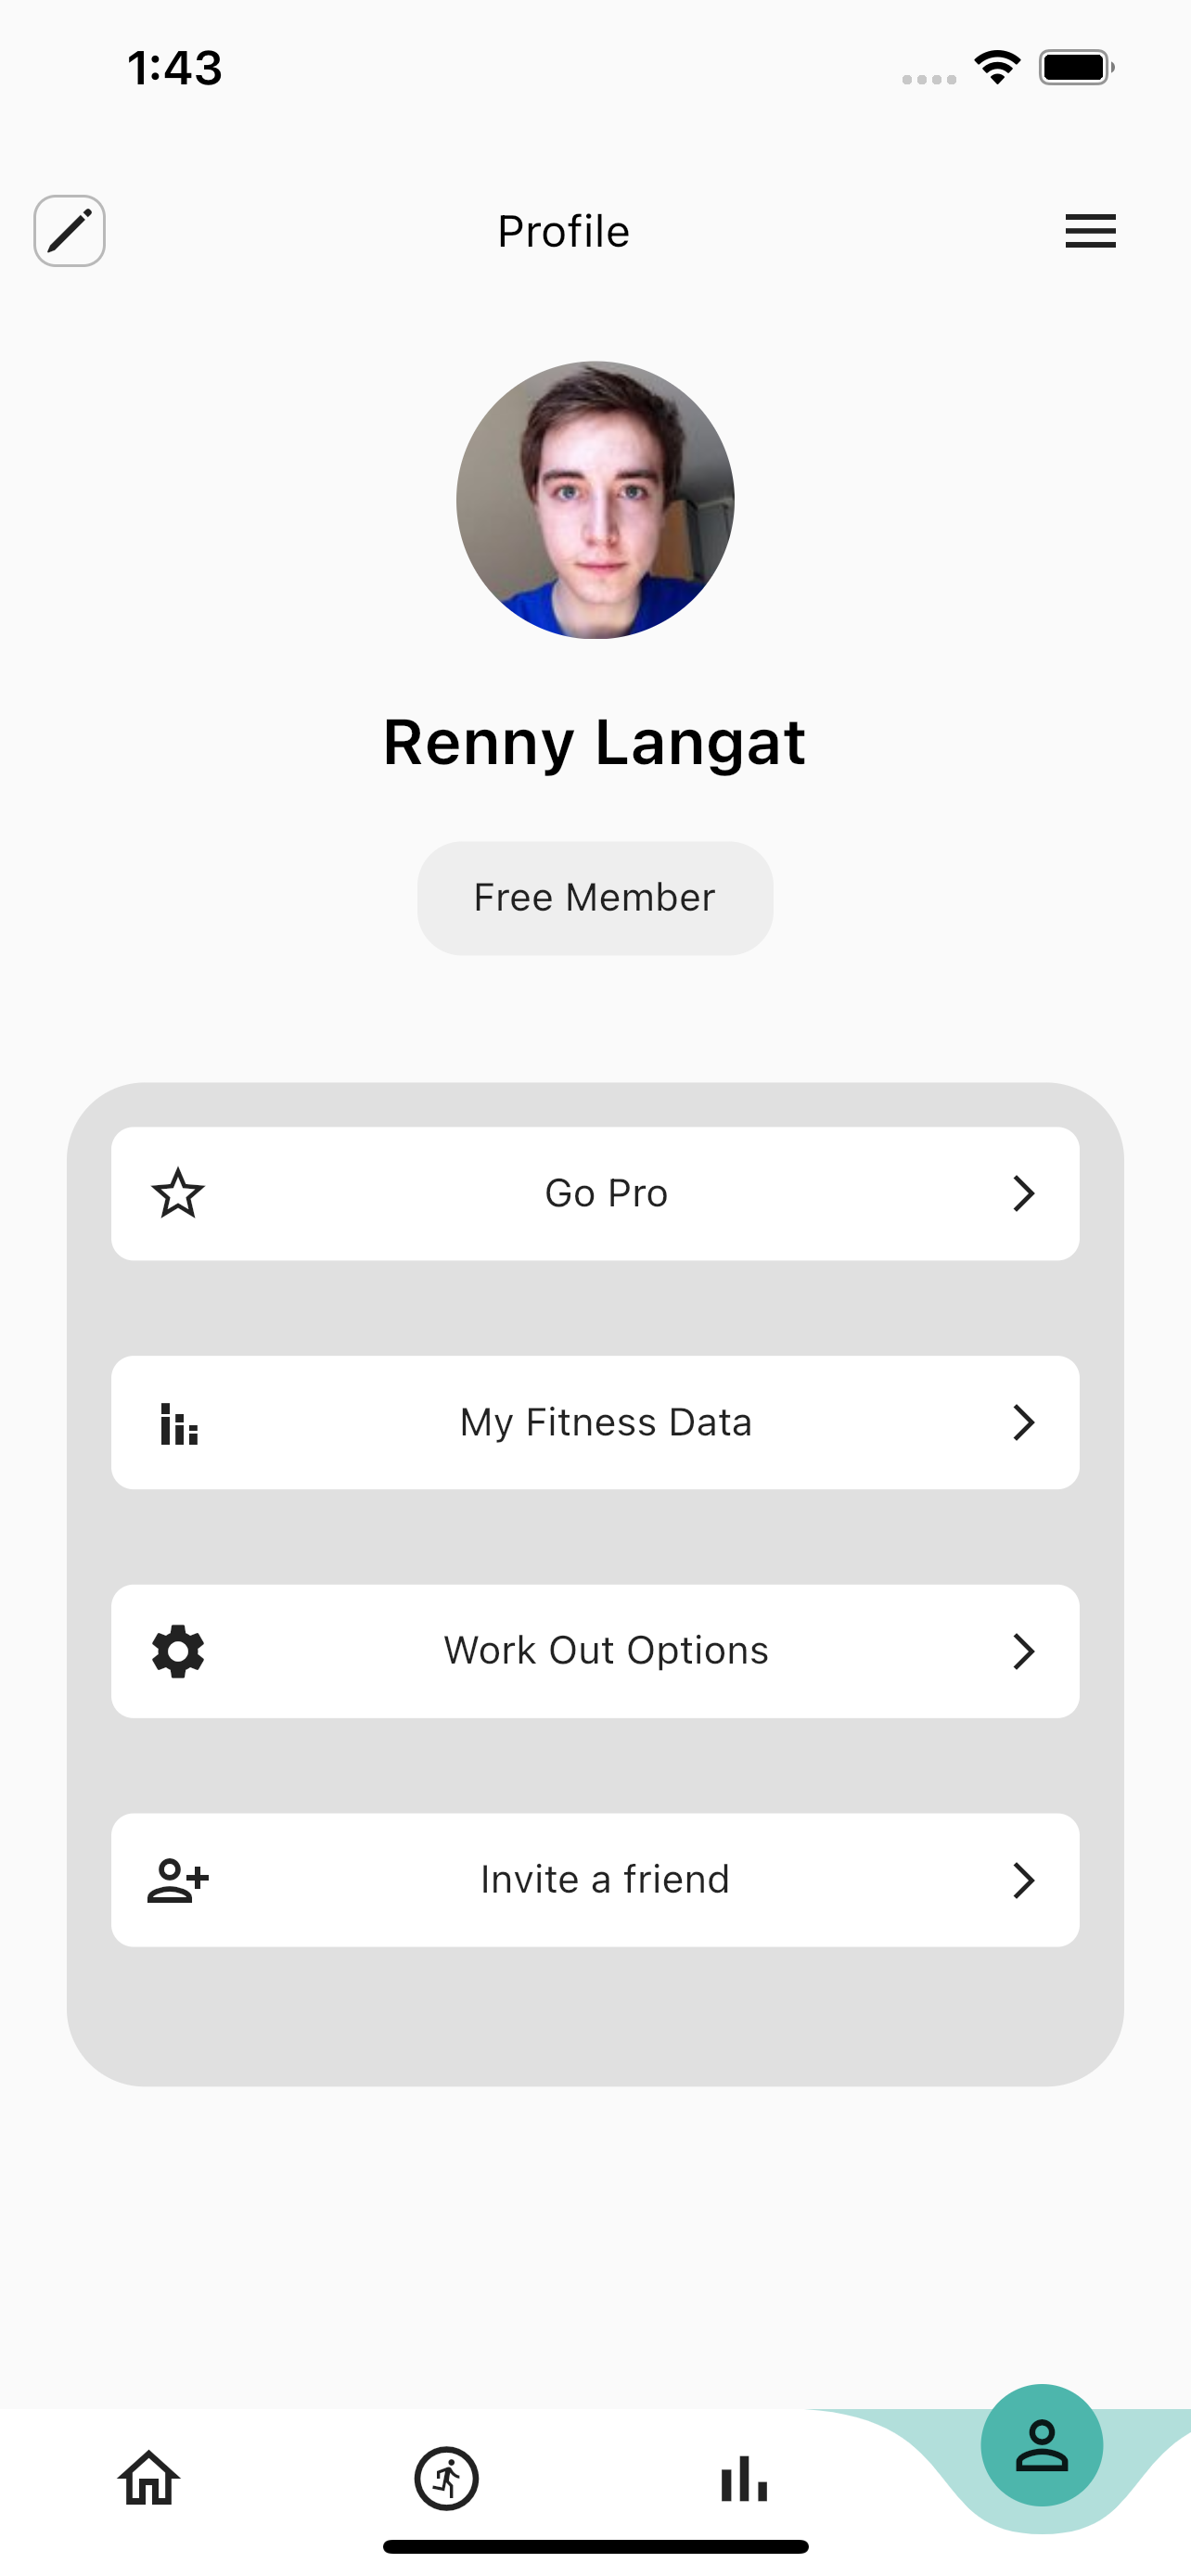 1:43
Profile
Renny Langat
Free Member
Go Pro
My Fitness Data
Work Out Options
Invite a friend